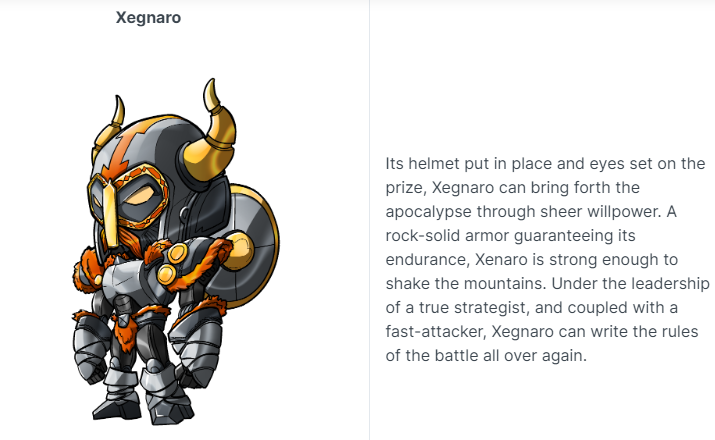 Xegnaro
Its helmet put in place and eyes set on the
prize, Xegnaro can bring forth the
apocalypse through sheer willpower. A
rock-solid armor guaranteeing its
endurance, Xenaro is strong enough to
shake the mountains. Under the leadership
of a true strategist, and coupled with a
fast-attacker, Xegnaro can write the rules
of the battle all over again.